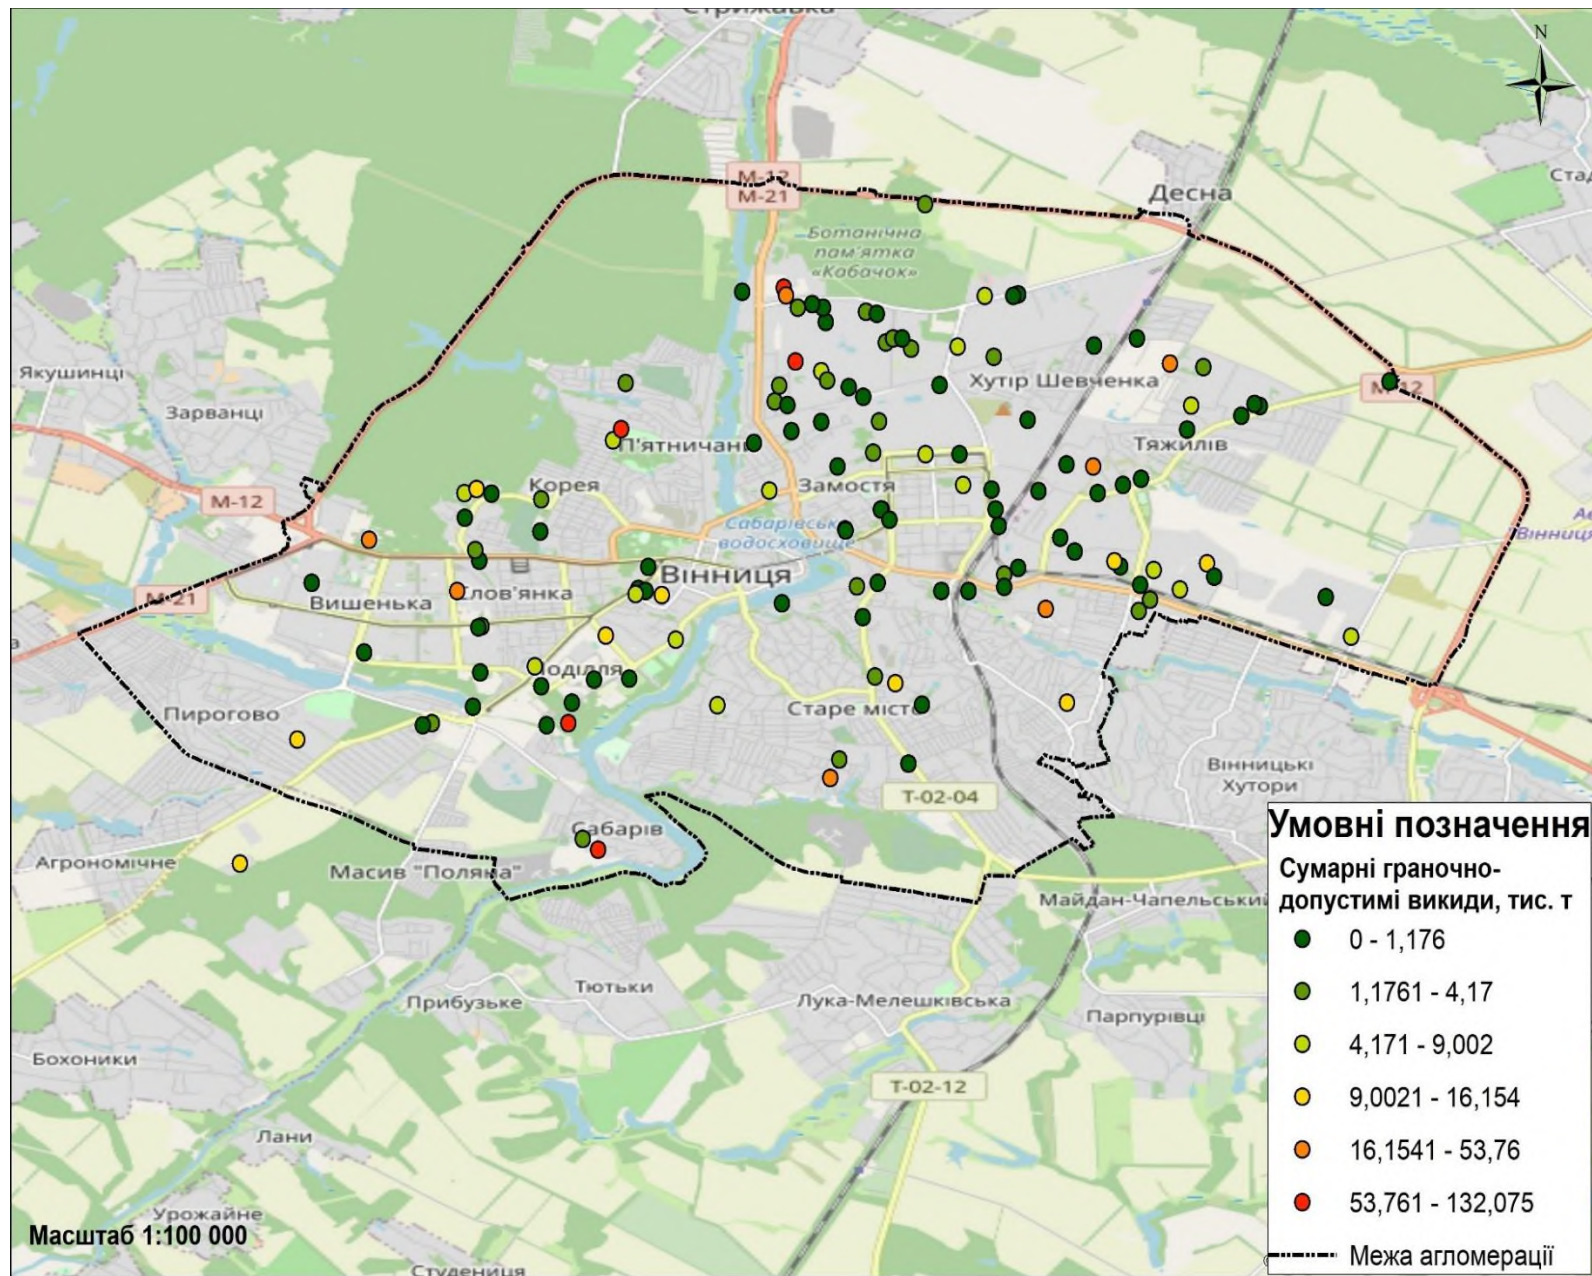 Стрижавка
N
М-12
М-21
Десна
Ботанічна
пам'ятка
«Кабачок»
Якушинці
Зарванці
Хутір Шевченка
М-12
П'ятничани
Тяжилів
М-12
Корея
Замостя
Сабарівське
водосховище
Вінниця
Вінниця
М-21
Вишенька
Слов'янка
Поділля
Пирогово
Старе місто
Вінницькі
Хутори
Т-02-04
Агрономічне
Масив "Поляна"
Сабарів
Майдан-Чапельський
Прибузьке
Тютьки
Лука-Мелешківська
Парпурівці
Бохоники
Т-02-12
Лани
Урожайне
Студениця
Масштаб 1:100 000
Умовні позначення
Сумарні граночно-
допустимі викиди, тис. т
0 - 1,176
1,1761 - 4,17
4,171 - 9,002
9,0021 - 16,154
16,1541 - 53,76
53,761 - 132,075
Межа агломерації